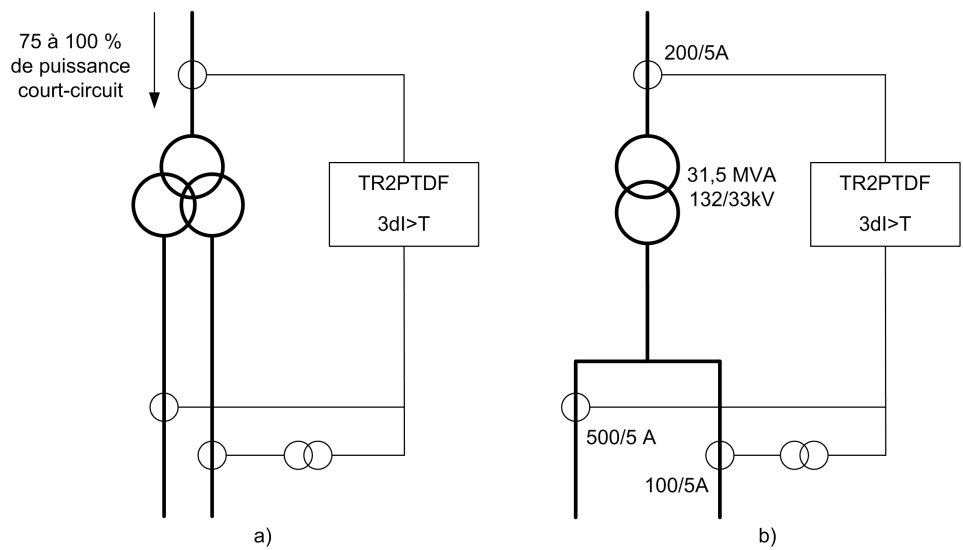 75 à 100 %
de puissance
court-circuit
TR2PTDF
3dI>T
a)
200/5A
31,5 MVA
132/33kV
TR2PTDF
3dI>T
500/5 A
100/5A
b)